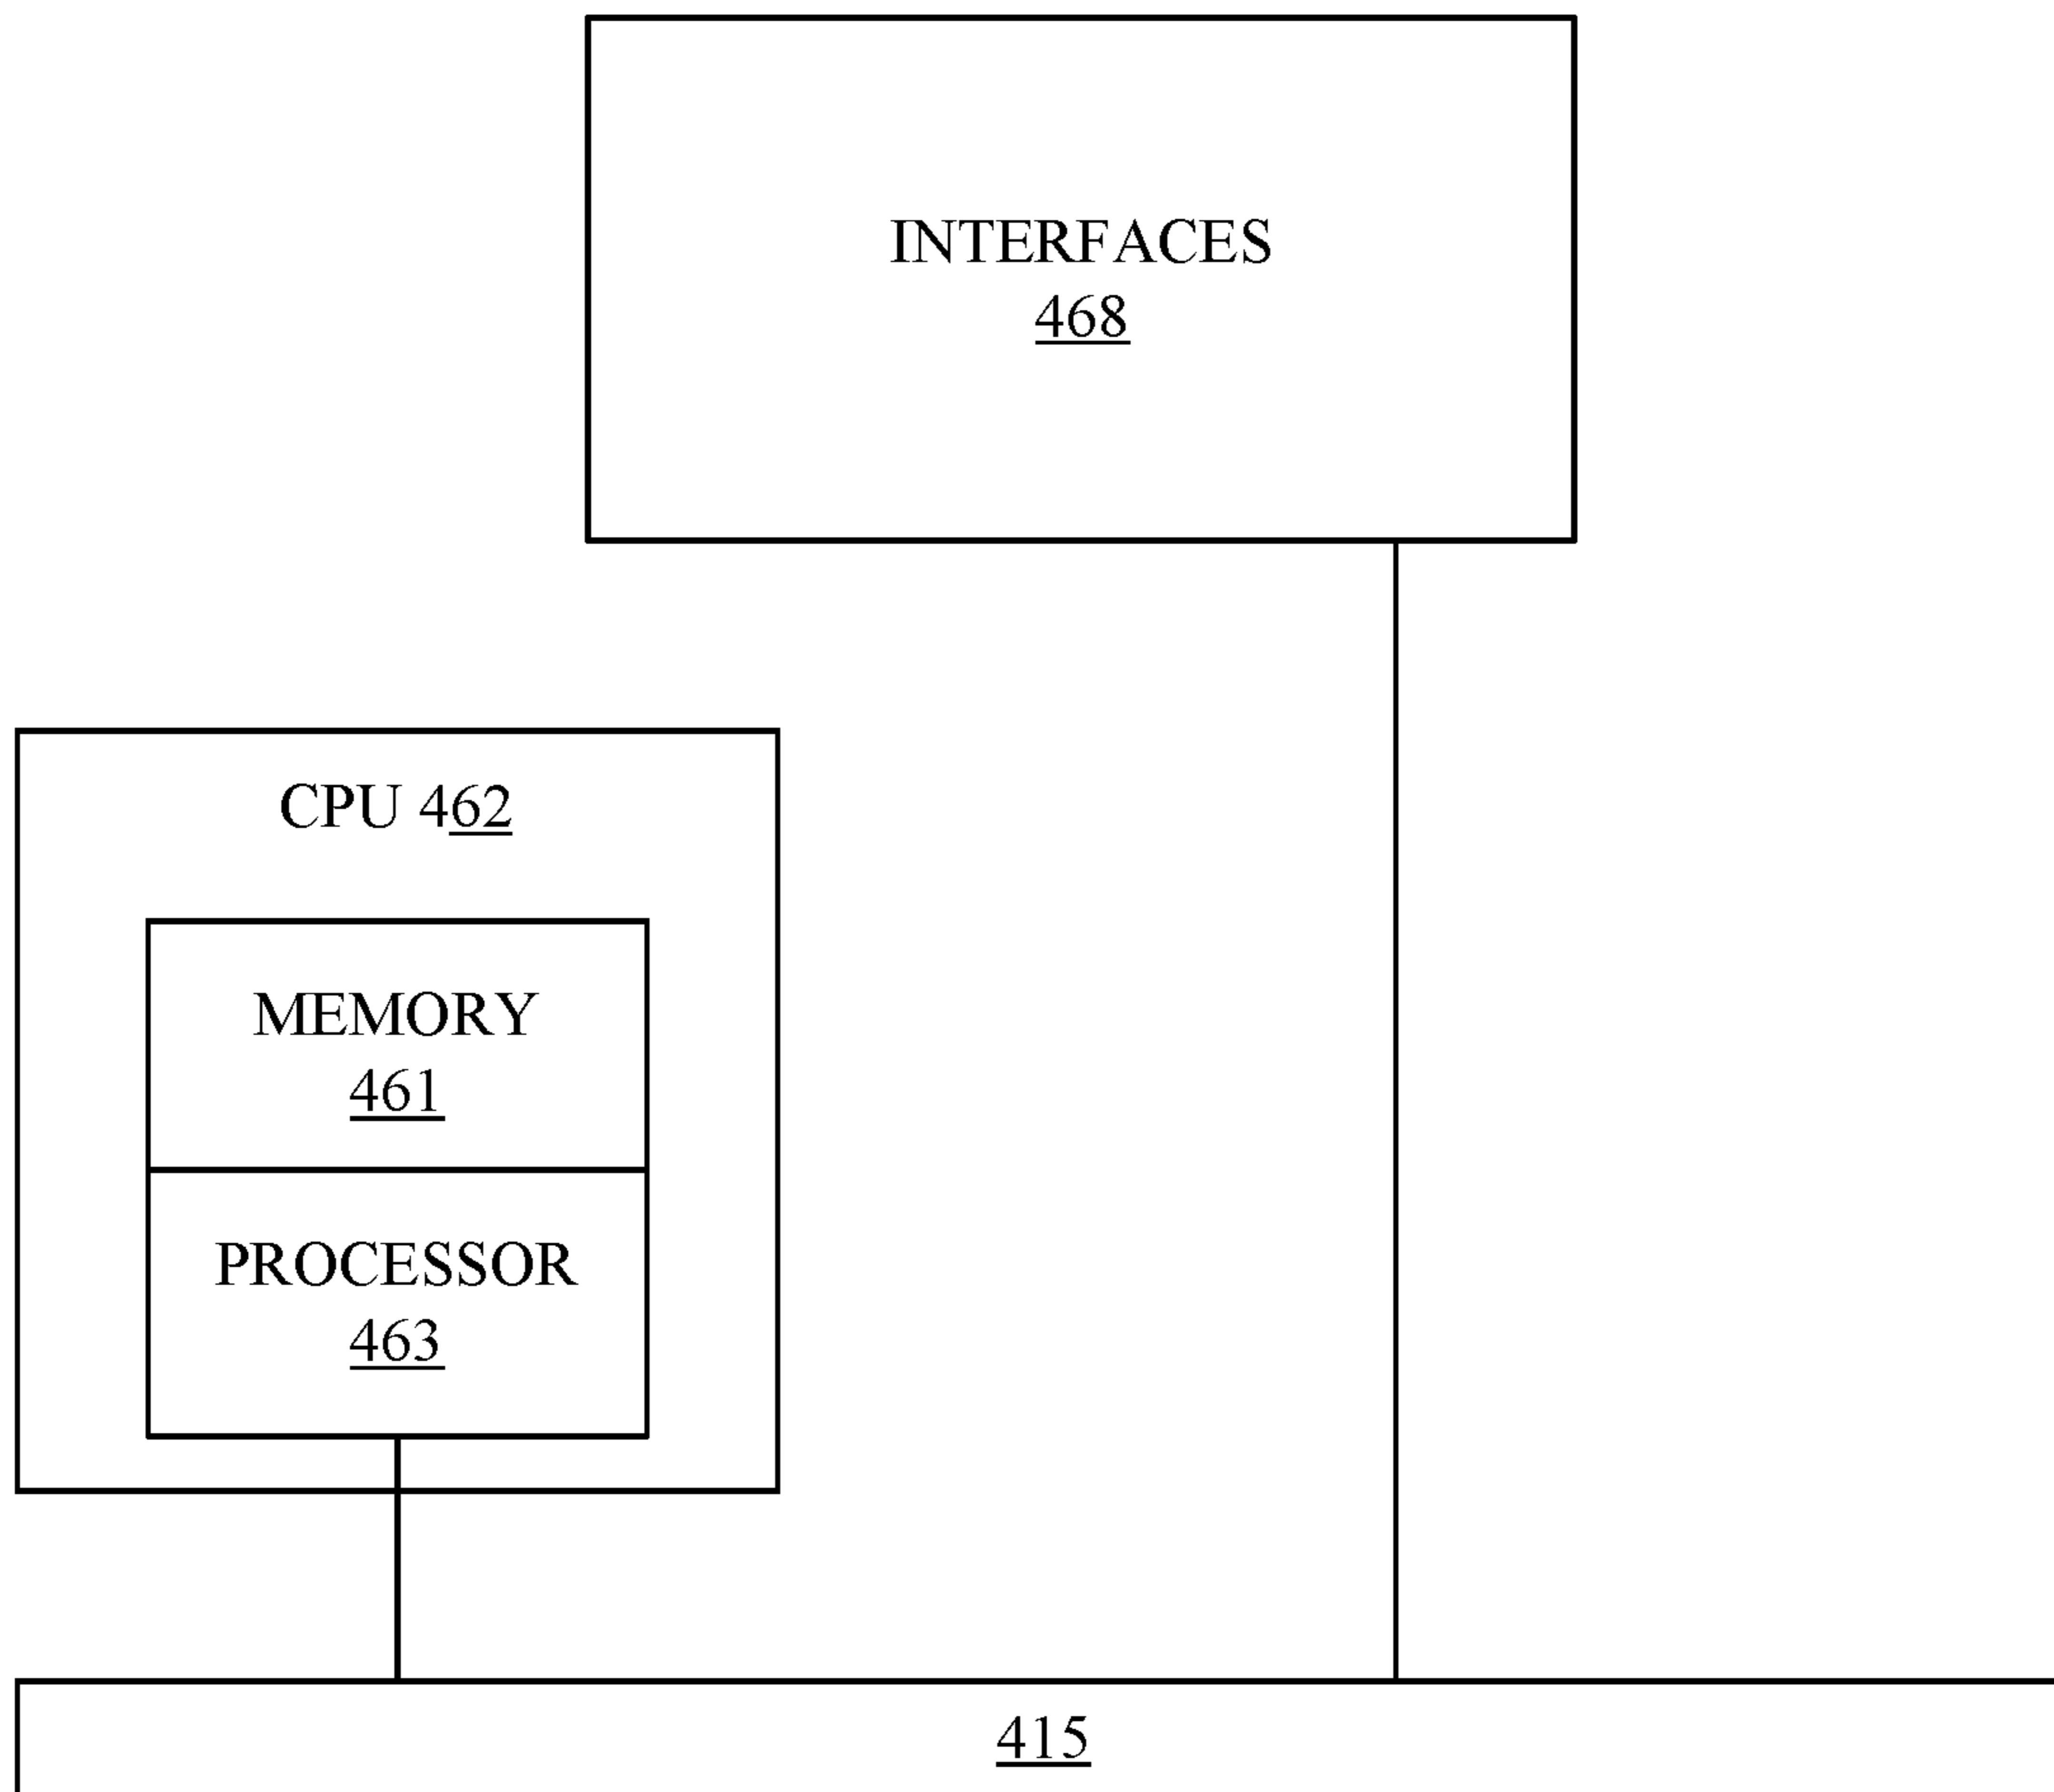 INTERFACES
468
CPU 462
MEMORY
461
PROCESSOR
463
415